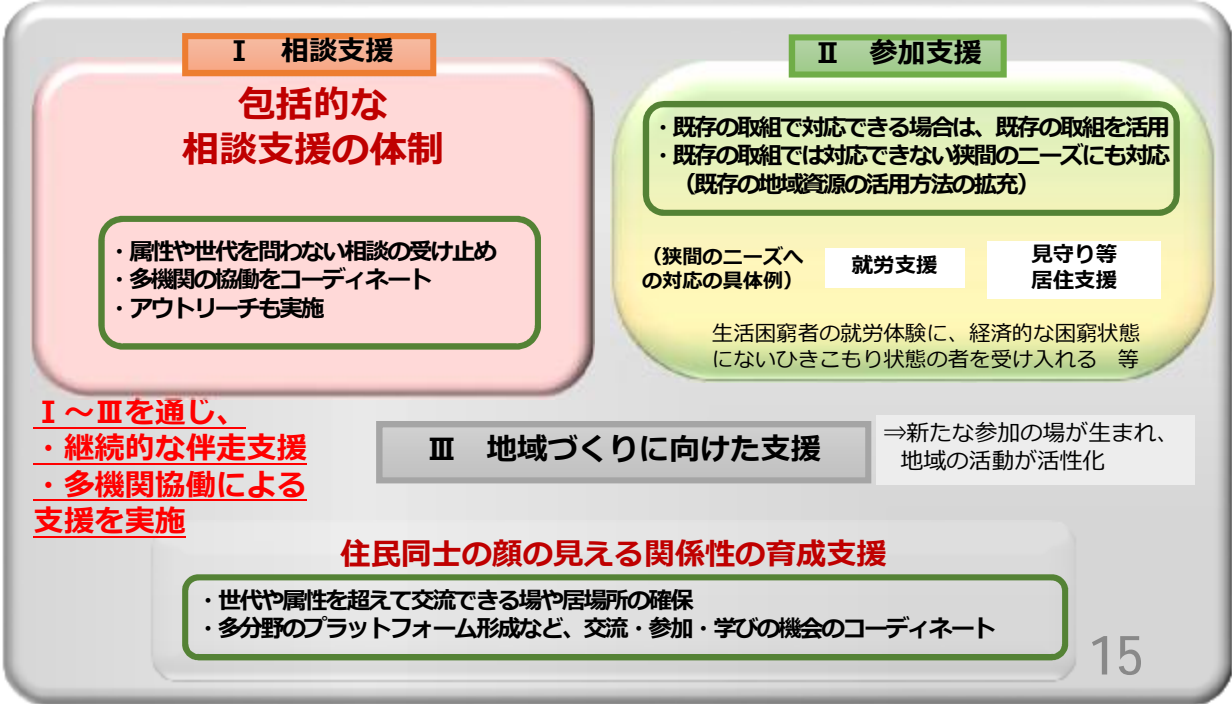 Ⅰ 相談支援
包括的な
相談支援の体制
・属性や世代を問わない相談の受け止め
・多機関の協働をコーディネート
・アウトリーチも実施
Ⅱ 参加支援
・既存の取組で対応できる場合は、既存の取組を活用
・既存の取組では対応できない狭間のニーズにも対応
(既存の地域資源の活用方法の拡充)
(狭間のニーズへ
の対応の具体例)
就労支援
見守り等
居住支援
生活困窮者の就労体験に、経済的な困窮状態
にないひきこもり状態の者を受け入れる 等
Ⅰ~Ⅲを通じ、
・継続的な伴走支援
・多機関協働による
支援を実施
Ⅲ 地域づくりに向けた支援
⇒新たな参加の場が生まれ、
地域の活動が活性化
住民同士の顔の見える関係性の育成支援
・世代や属性を超えて交流できる場や居場所の確保
・多分野のプラットフォーム形成など、交流・参加・学びの機会のコーディネート
15